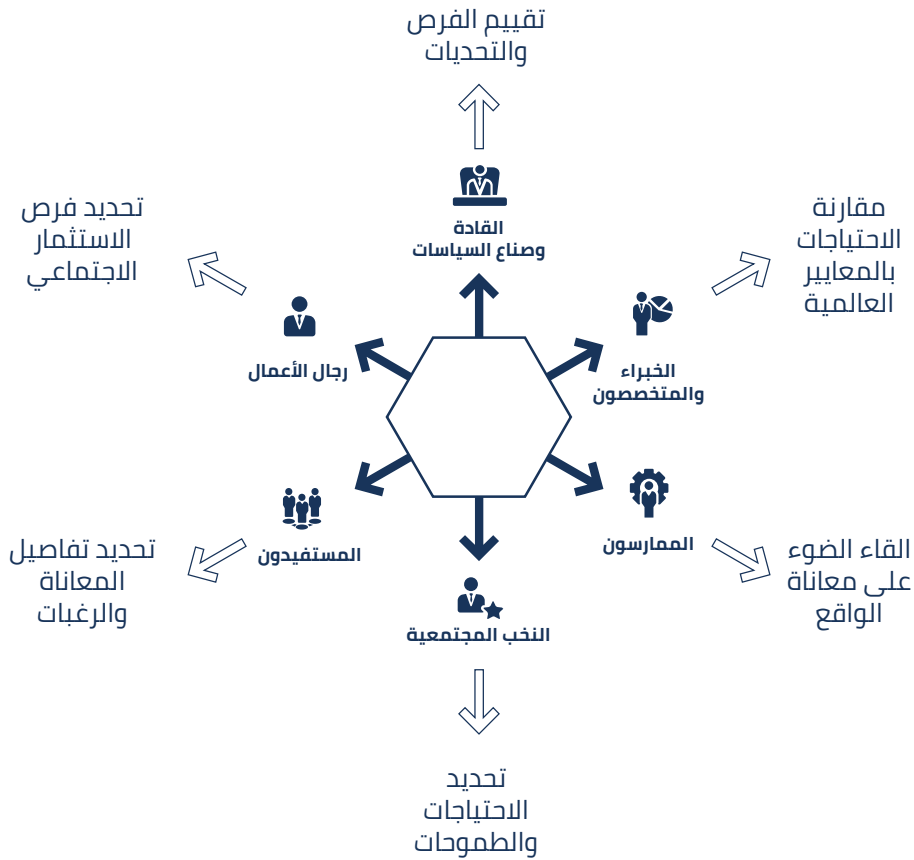 تقييم الفرص
والتحديات
القادة
وصناع السياسات
مقارنة
الاحتياجات
بالمعايير
العالمية
الخبراء
والمتخصصون
تحديد فرص
الاستثمار
الاجتماعي
رجال الأعمال
الممارسون
القاء الضوء
على معاناة
الواقع
المستفيدون
تحديد تفاصيل
المعاناة
والرغبات
النخب المجتمعية
تحديد
الاحتياجات
والطموحات